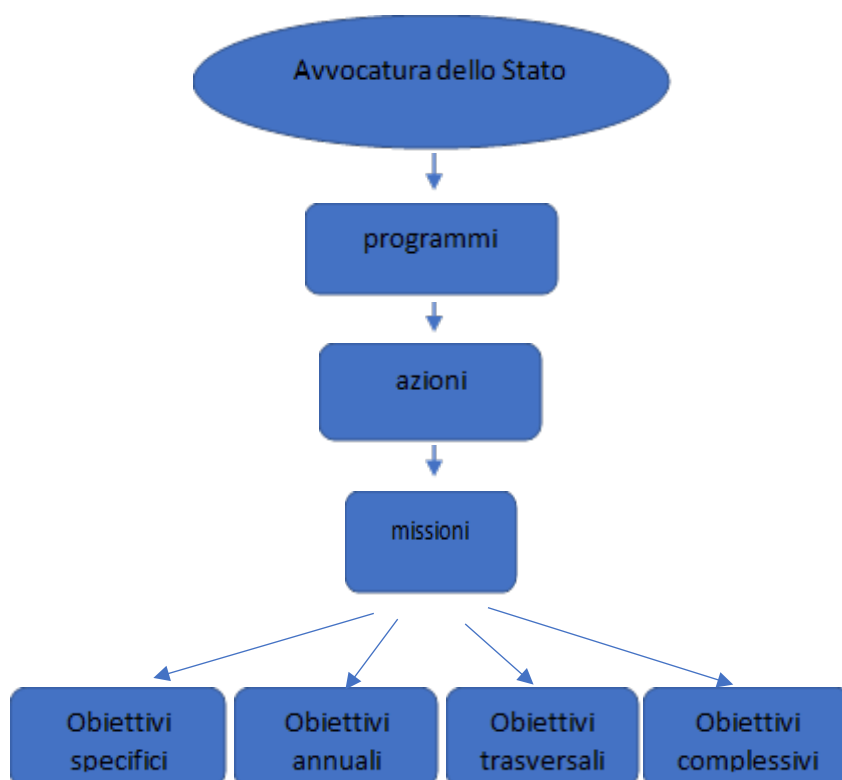 Avvocatura dello Stato
programmi
azioni
missioni
Obiettivi
specifici
Obiettivi
annuali
Obiettivi
trasversali
Obiettivi
complessivi